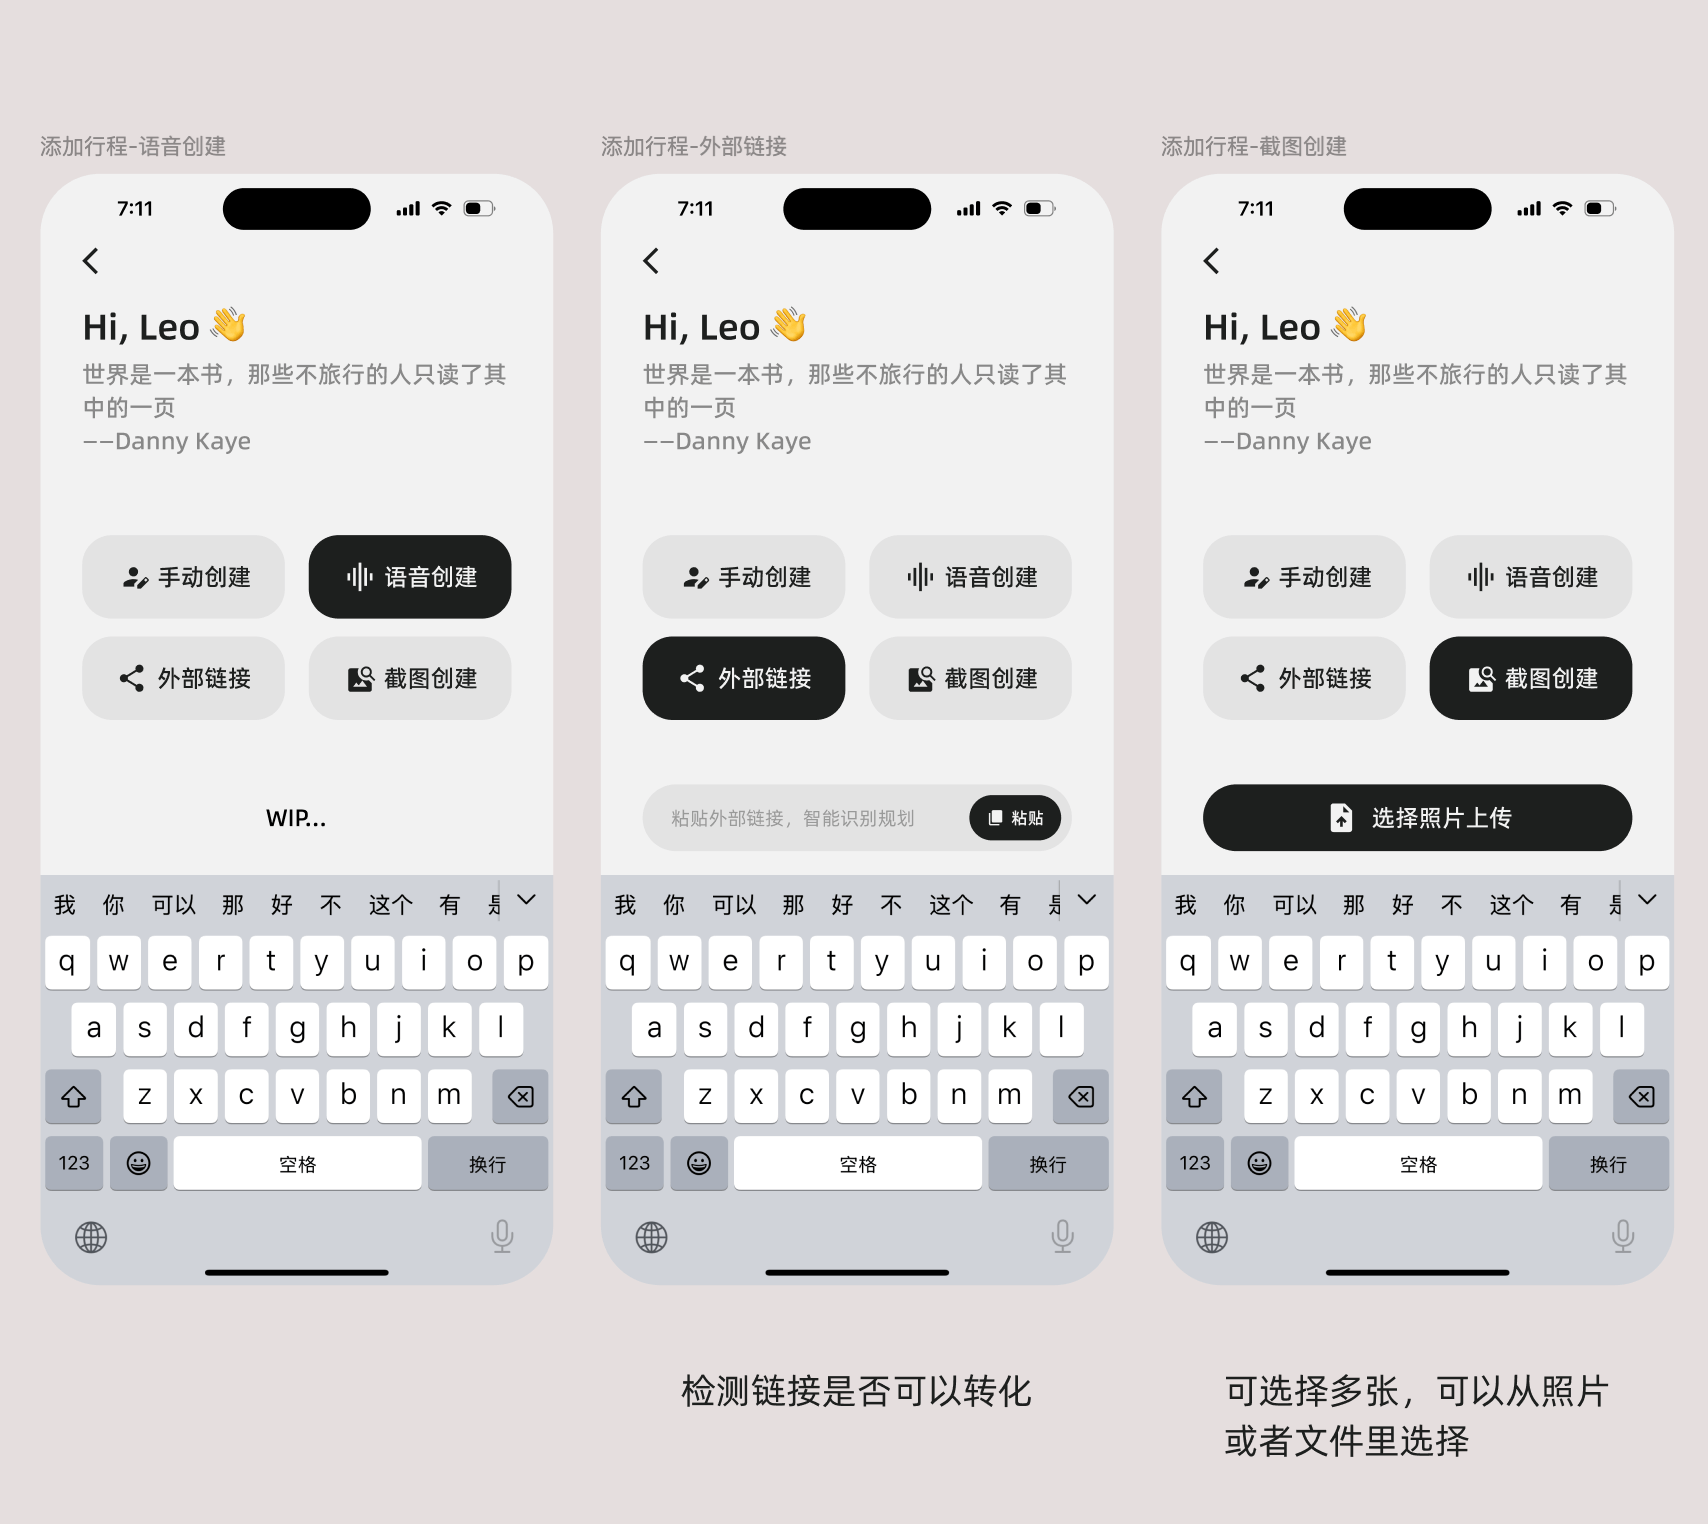 添加行程-语音创建
7:11
Hi, Leo 👋
世界是一本书，那些不旅行的人只读了其
中的一页
——Danny Kaye
手动创建
语音创建
外部链接
截图创建
WIP...
我 你 可以 那 好 不 这个 有
q w e r t y u i o p
a s d f g h j k l
z x c v b n m
123 空格 换行
添加行程-外部链接
7:11
Hi, Leo 👋
世界是一本书，那些不旅行的人只读了其
中的一页
——Danny Kaye
手动创建
语音创建
外部链接
截图创建
粘贴外部链接，智能识别规划
粘贴
我 你 可以 那 好 不 这个 有
q w e r t y u i o p
a s d f g h j k l
z x c v b n m
123 空格 换行
检测链接是否可以转化
添加行程-截图创建
7:11
Hi, Leo 👋
世界是一本书，那些不旅行的人只读了其
中的一页
——Danny Kaye
手动创建
语音创建
外部链接
截图创建
选择照片上传
我 你 可以 那 好 不 这个 有
q w e r t y u i o p
a s d f g h j k l
z x c v b n m
123 空格 换行
可选择多张，可以从照片
或者文件里选择